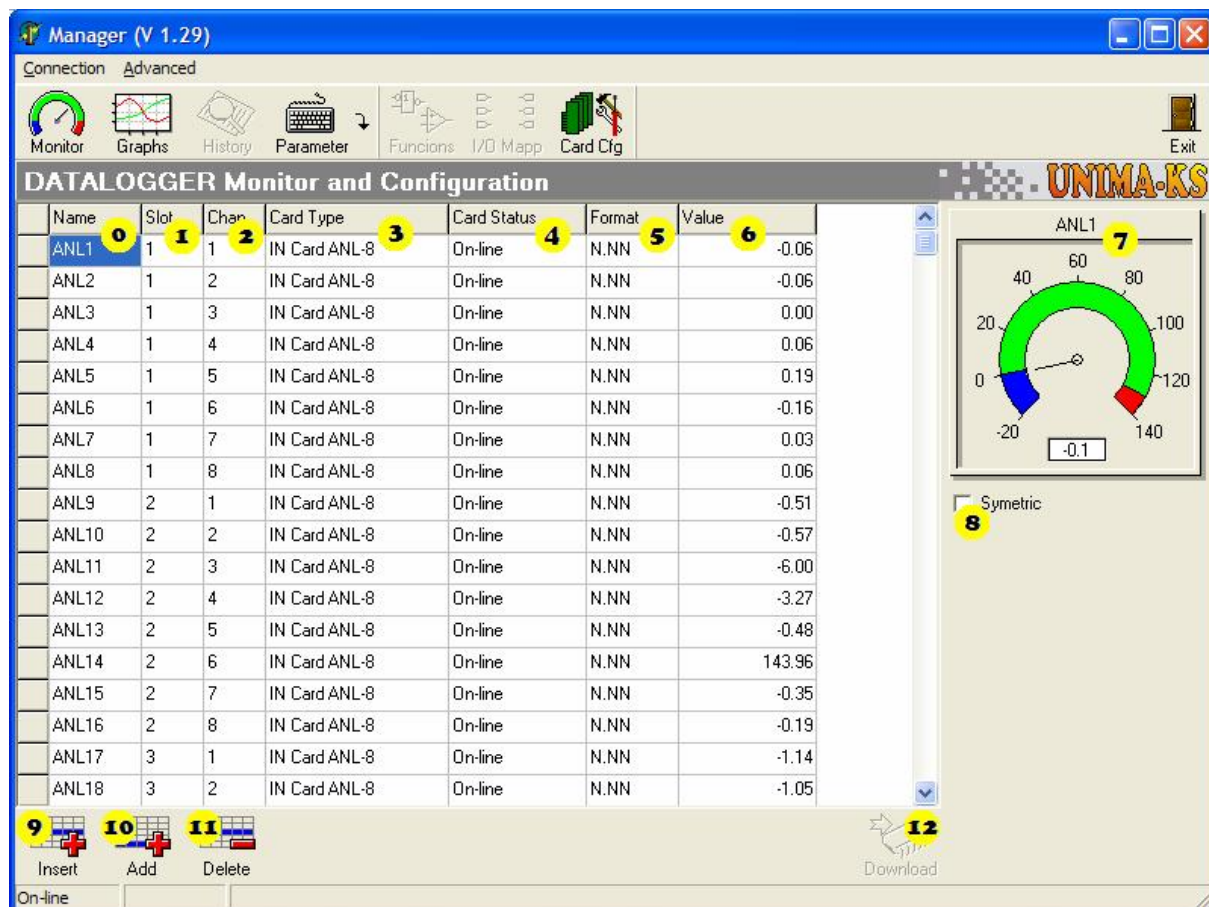 Manager (V 1.29)
Connection Advanced
Monitor Graphs History Parameter Funcions I/O Mapp Card Cfg Exit
DATALOGGER Monitor and Configuration UNIMA-KS
Name 0 Slot 1 Chan 2 Card Type 3 Card Status 4 Format 5 Value 6
ANL1 1 1 IN Card ANL-8 On-line N.NN -0.06
ANL2 1 2 IN Card ANL-8 On-line N.NN -0.06
ANL3 1 3 IN Card ANL-8 On-line N.NN 0.00
ANL4 1 4 IN Card ANL-8 On-line N.NN 0.06
ANL5 1 5 IN Card ANL-8 On-line N.NN 0.19
ANL6 1 6 IN Card ANL-8 On-line N.NN -0.16
ANL7 1 7 IN Card ANL-8 On-line N.NN 0.03
ANL8 1 8 IN Card ANL-8 On-line N.NN 0.06
ANL9 2 1 IN Card ANL-8 On-line N.NN -0.51
ANL10 2 2 IN Card ANL-8 On-line N.NN -0.57
ANL11 2 3 IN Card ANL-8 On-line N.NN -6.00
ANL12 2 4 IN Card ANL-8 On-line N.NN -3.27
ANL13 2 5 IN Card ANL-8 On-line N.NN -0.48
ANL14 2 6 IN Card ANL-8 On-line N.NN 143.96
ANL15 2 7 IN Card ANL-8 On-line N.NN -0.35
ANL16 2 8 IN Card ANL-8 On-line N.NN -0.19
ANL17 3 1 IN Card ANL-8 On-line N.NN -1.14
ANL18 3 2 IN Card ANL-8 On-line N.NN -1.05
ANL1 7
60
40 80
20 100
0 120
-20 140
-0.1
Symetric
8
9 10 11 12
Insert Add Delete Download
On-line